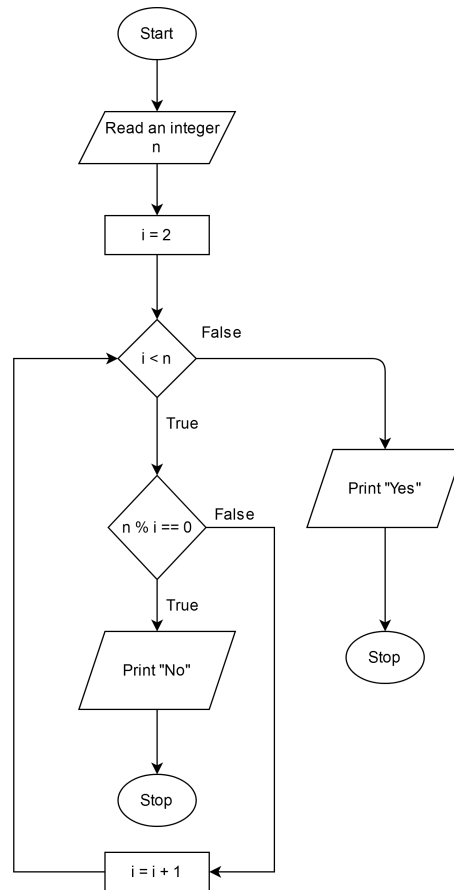 Start
Read an integer
n
i = 2
i < n
False
True
n % i == 0
False
True
Print "Yes"
Print "No"
Stop
Stop
i = i + 1